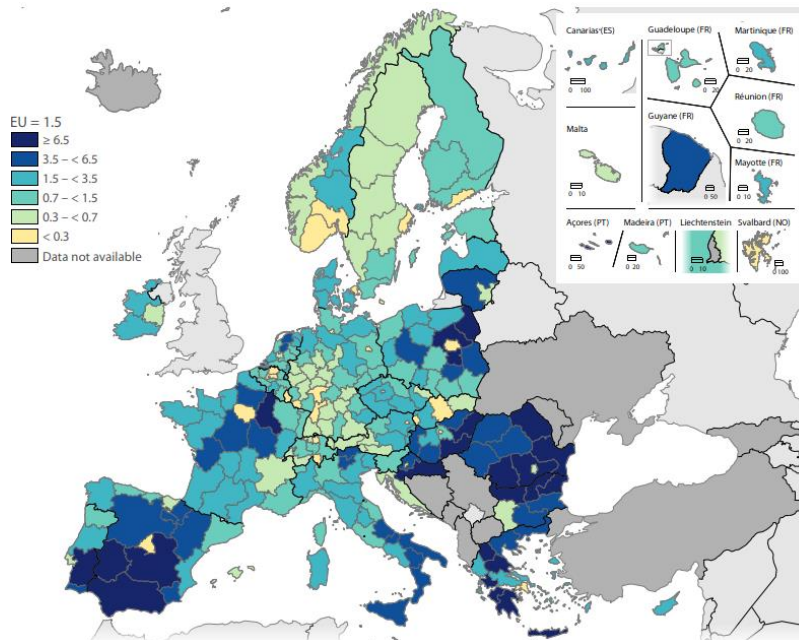 EU = 1.5
≥ 6.5
3.5 – < 6.5
1.5 – < 3.5
0.7 – < 1.5
0.3 – < 0.7
< 0.3
Data not available
Canarias (ES)
0 100
Guadeloupe (FR)
0 20
Martinique (FR)
0 20
Malta
0 10
Guyane (FR)
0 50
Réunion (FR)
0 20
Mayotte (FR)
0 10
Açores (PT)
0 50
Madeira (PT)
0 20
Liechtenstein
0 10
Svalbard (NO)
0 100